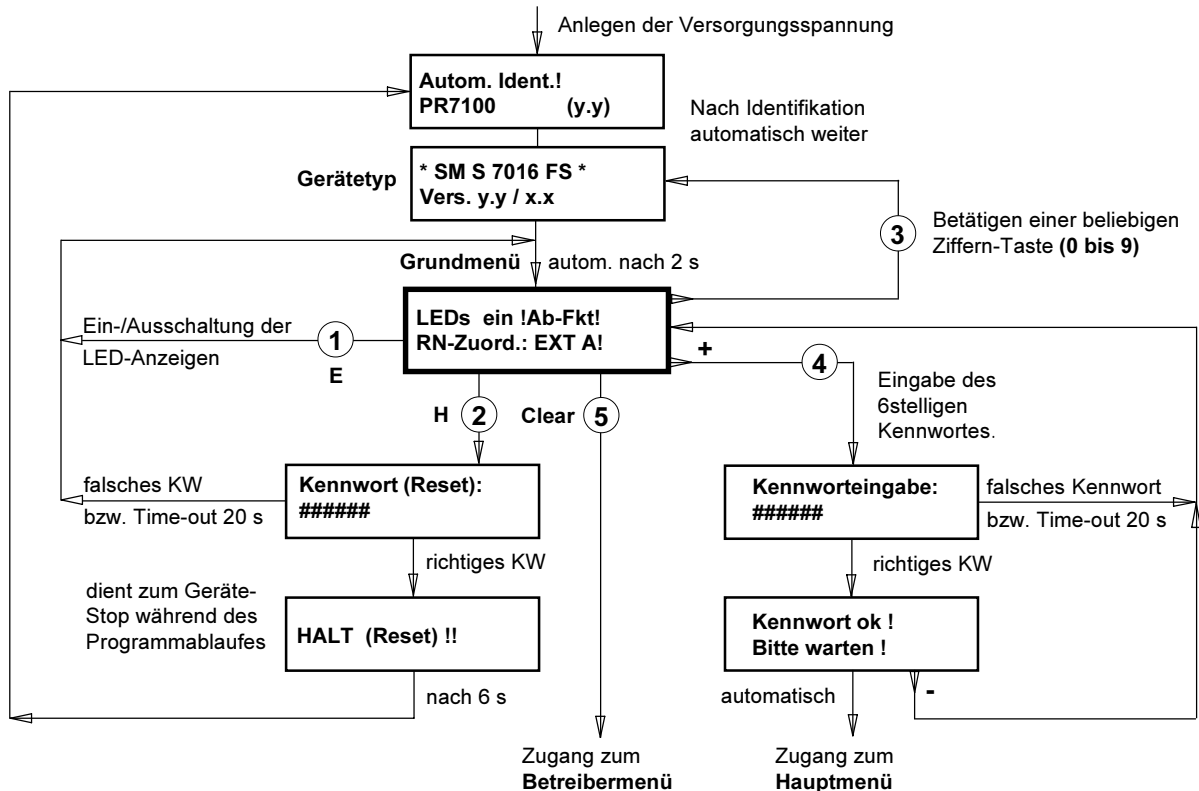 Anlegen der Versorgungsspannung
Autom. Ident.!
PR7100 (y.y)
Nach Identifikation
automatisch weiter
Gerätetyp
* SM S 7016 FS *
Vers. y.y / x.x
3
Betätigen einer beliebigen
Ziffern-Taste (0 bis 9)
Grundmenü
autom. nach 2 s
LEDs ein !Ab-Fkt!
RN-Zuord.: EXT A!
Ein-/Ausschaltung der
LED-Anzeigen
1
E
+
4
Eingabe des
6stelligen
Kennwortes.
H
2
Clear
5
falsches KW
bzw. Time-out 20 s
Kennwort (Reset):
######
Kennworteingabe:
######
falsches Kennwort
bzw. Time-out 20 s
richtiges KW
richtiges KW
dient zum Geräte-
Stop während des
Programmablaufes
HALT (Reset) !!
Kennwort ok !
Bitte warten !
nach 6 s
automatisch
-
Zugang zum
Betreibermenü
Zugang zum
Hauptmenü